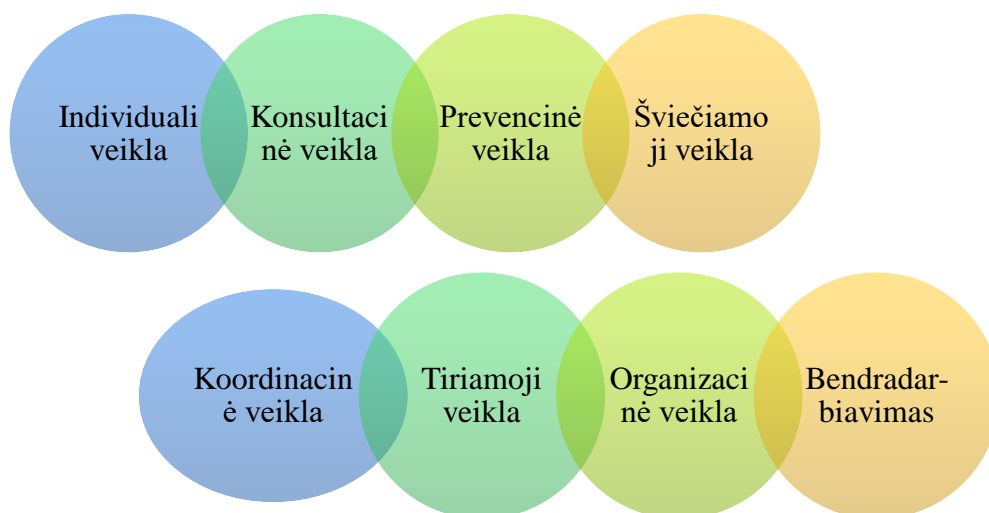 Individuali
veikla
Konsultaci
nė veikla
Prevencinė
veikla
Šviečiamo
ji veikla
Koordinacin
ė veikla
Tiriamoji
veikla
Organizaci
nė veikla
Bendradar-
biavimas